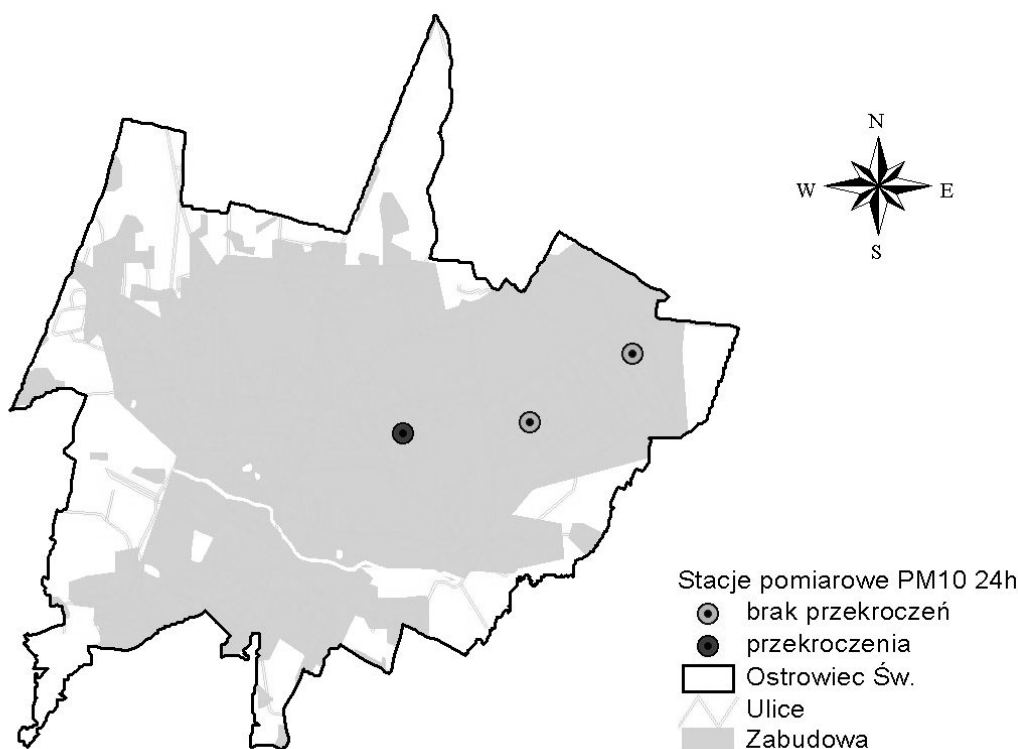 N
W E
S
Stacje pomiarowe PM10 24h
brak przekroczeń
przekroczenia
Ostrowiec Św.
Ulice
Zabudowa